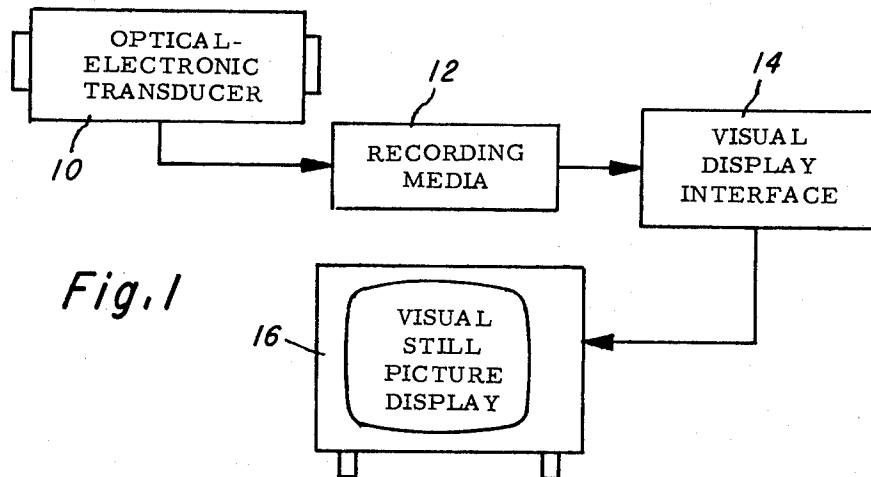 OPTICAL-
ELECTRONIC
TRANSDUCER
10
12
RECORDING
MEDIA
14
VISUAL
DISPLAY
INTERFACE
Fig.1
16
VISUAL
STILL
PICTURE
DISPLAY